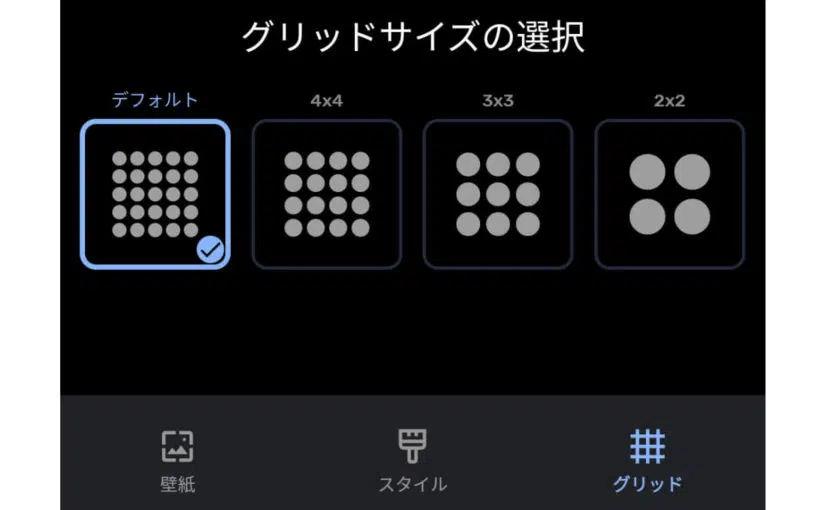 グリッドサイズの選択
デフォルト
4x4
3x3
2x2
壁紙
スタイル
グリッド